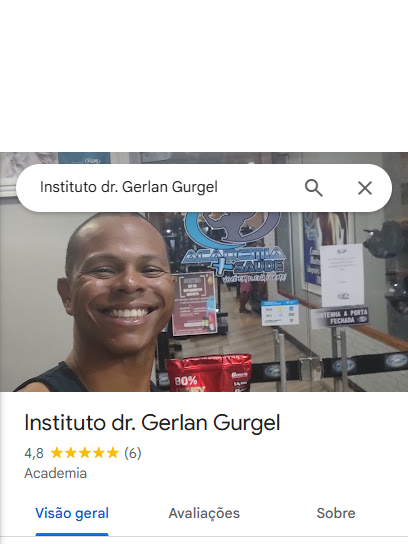 Instituto dr. Gerlan Gurgel
ACADEMIA
+SAÚDE
MANTENHA A PORTA
FECHADA
80%
Instituto dr. Gerlan Gurgel
4,8 (6)
Academia
Visão geral Avaliações Sobre